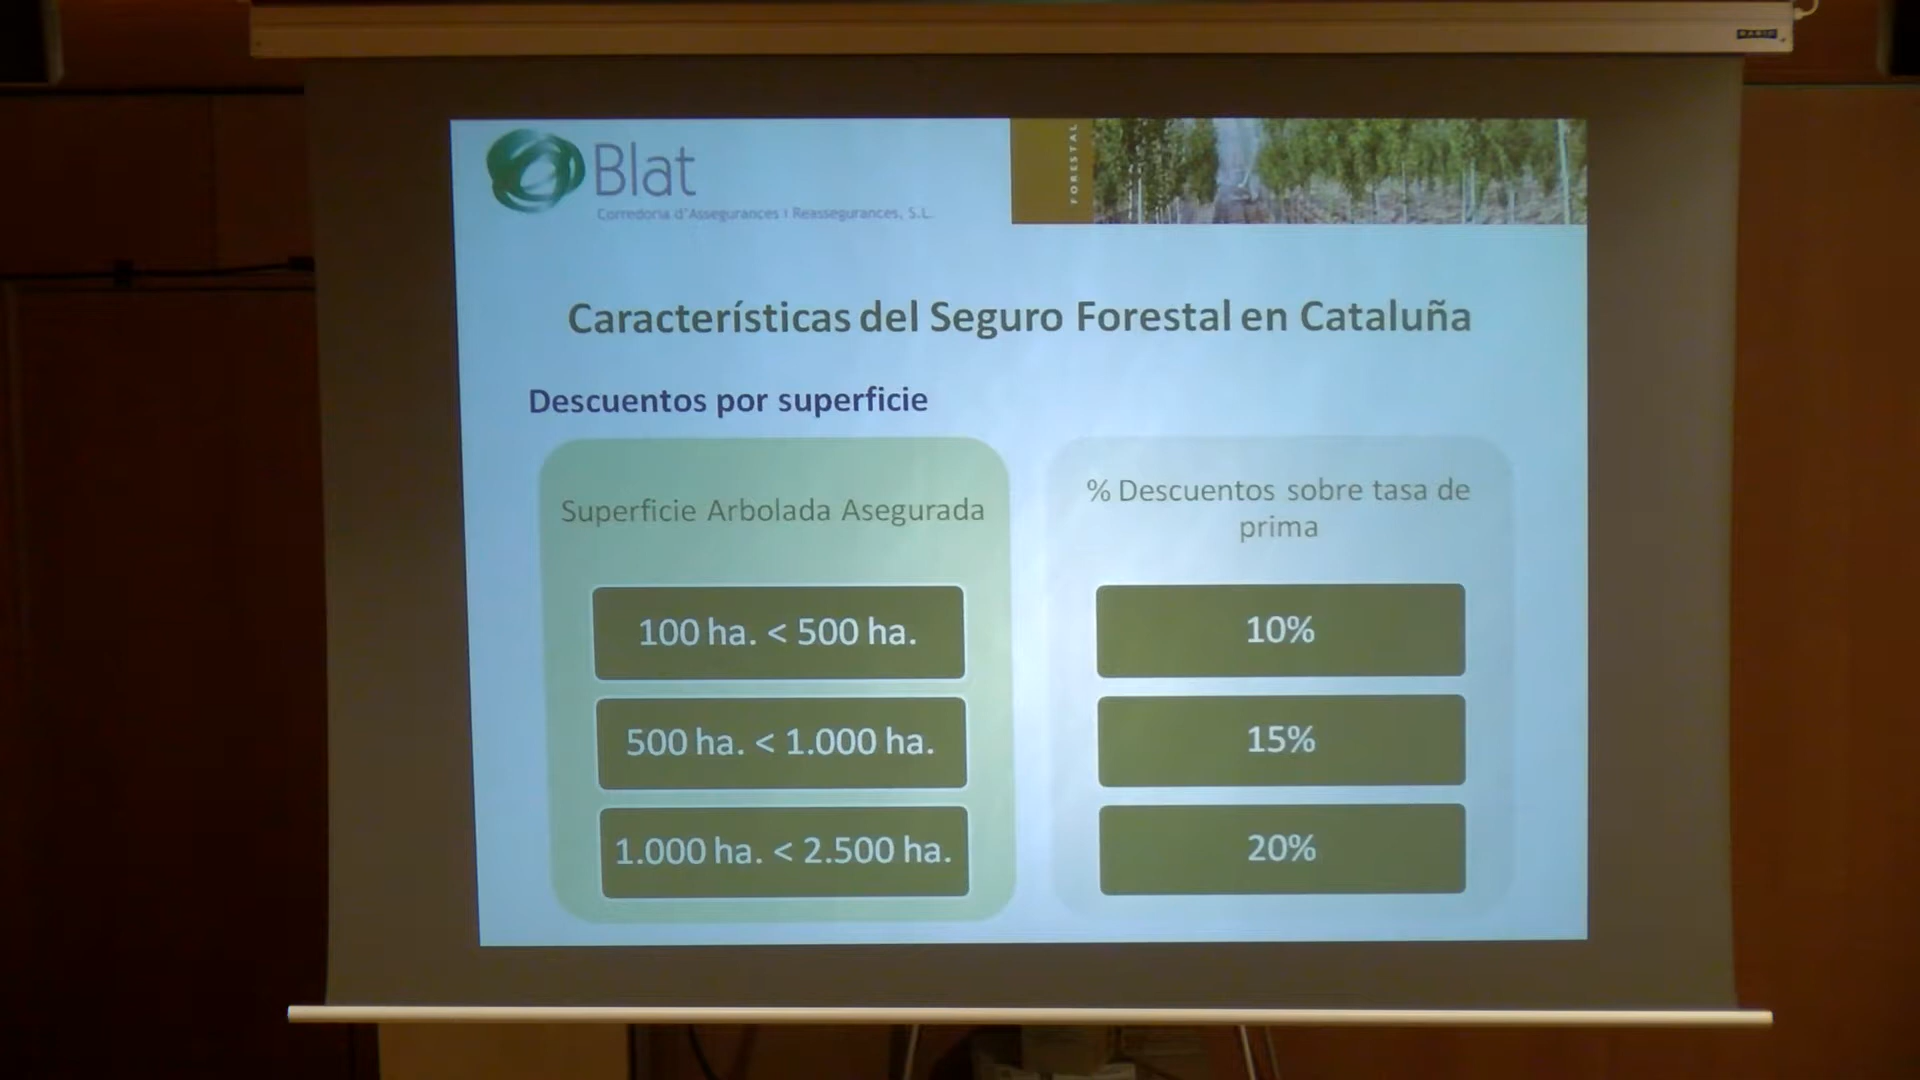 Blat
Corredoria d'Assegurances i Reassegurances, S.L.
FORESTAL
Características del Seguro Forestal en Cataluña
Descuentos por superficie
Superficie Arbolada Asegurada
% Descuentos sobre tasa de
prima
100 ha. < 500 ha.
10%
500 ha. < 1.000 ha.
15%
1.000 ha. < 2.500 ha.
20%